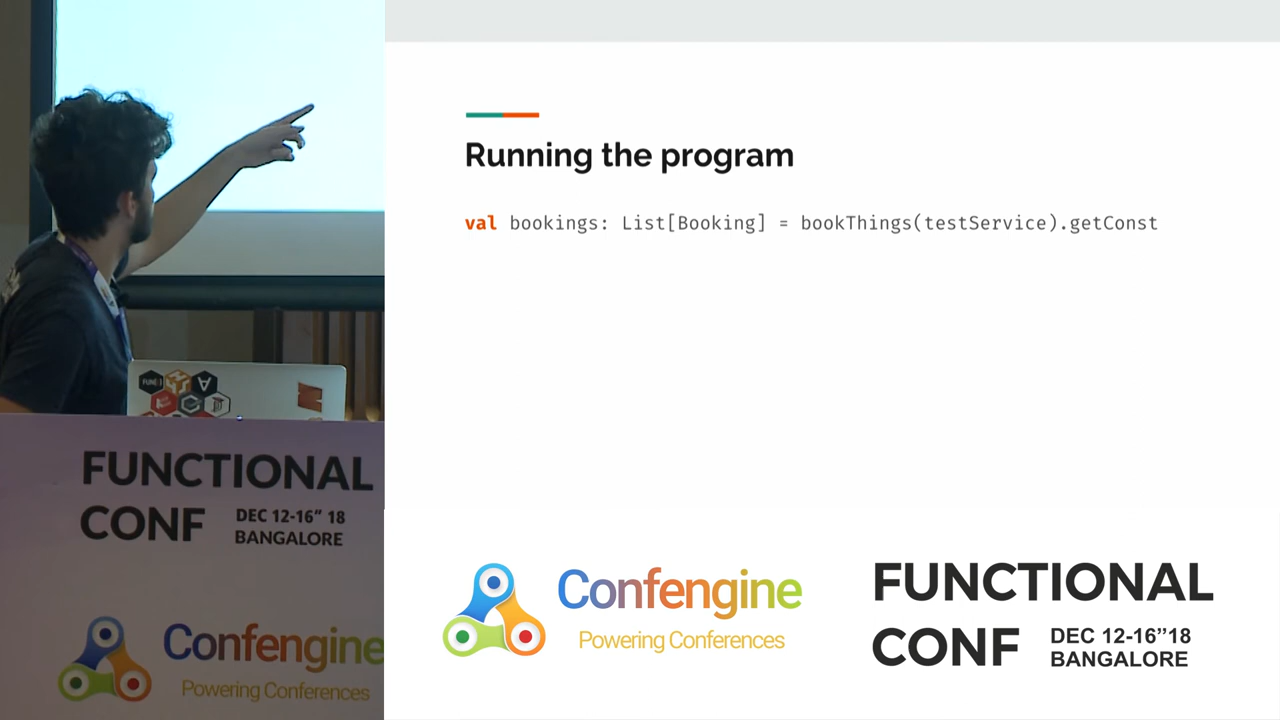 Running the program
val bookings: List[Booking] = bookThings(testService).getConst
FUNCTIONAL
CONF
DEC 12-16” 18
BANGALORE
Confengine
Powering Conferences
Confengine
Powering Conferences
FUNCTIONAL
CONF
DEC 12-16”18
BANGALORE